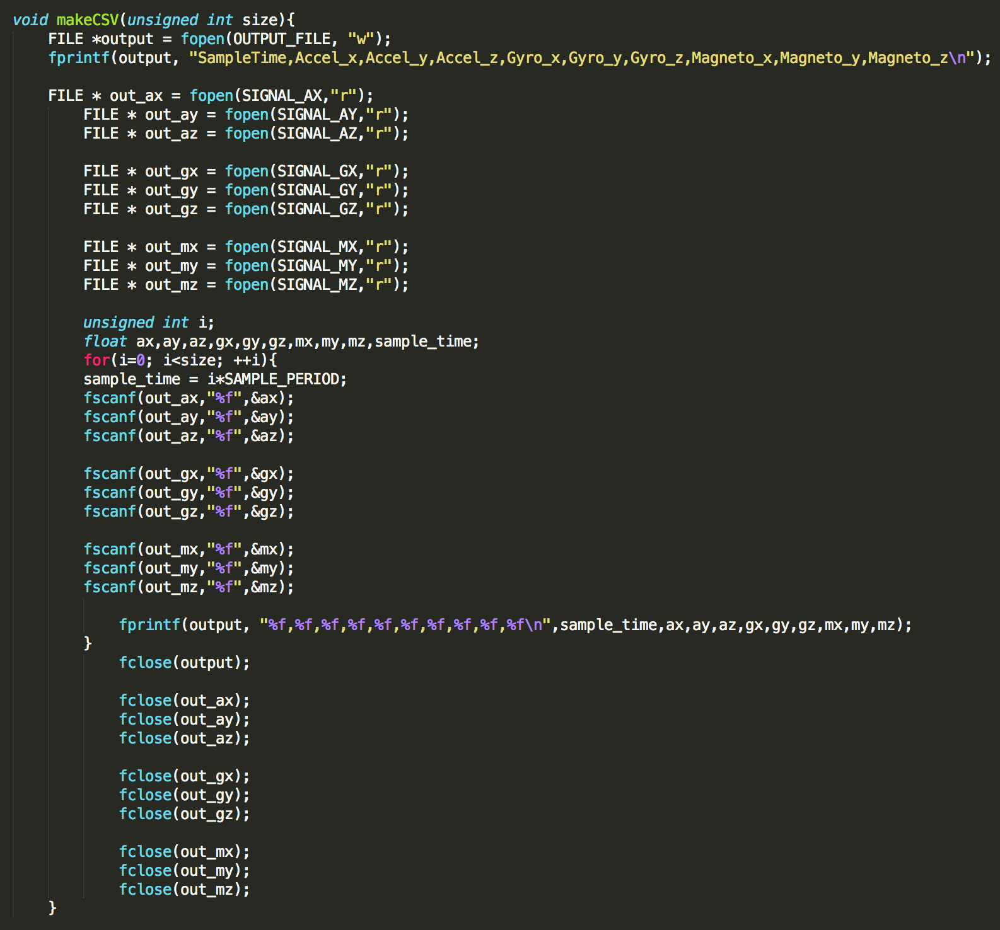 void makeCSV(unsigned int size){
    FILE *output = fopen(OUTPUT_FILE, "w");
    fprintf(output, "SampleTime,Accel_x,Accel_y,Accel_z,Gyro_x,Gyro_y,Gyro_z,Magneto_x,Magneto_y,Magneto_z\n");

    FILE * out_ax = fopen(SIGNAL_AX,"r");
        FILE * out_ay = fopen(SIGNAL_AY,"r");
        FILE * out_az = fopen(SIGNAL_AZ,"r");

        FILE * out_gx = fopen(SIGNAL_GX,"r");
        FILE * out_gy = fopen(SIGNAL_GY,"r");
        FILE * out_gz = fopen(SIGNAL_GZ,"r");

        FILE * out_mx = fopen(SIGNAL_MX,"r");
        FILE * out_my = fopen(SIGNAL_MY,"r");
        FILE * out_mz = fopen(SIGNAL_MZ,"r");

        unsigned int i;
        float ax,ay,az,gx,gy,gz,mx,my,mz,sample_time;
        for(i=0; i<size; ++i){
        sample_time = i*SAMPLE_PERIOD;
        fscanf(out_ax,"%f",&ax);
        fscanf(out_ay,"%f",&ay);
        fscanf(out_az,"%f",&az);

        fscanf(out_gx,"%f",&gx);
        fscanf(out_gy,"%f",&gy);
        fscanf(out_gz,"%f",&gz);

        fscanf(out_mx,"%f",&mx);
        fscanf(out_my,"%f",&my);
        fscanf(out_mz,"%f",&mz);

            fprintf(output, "%f,%f,%f,%f,%f,%f,%f,%f,%f,%f\n",sample_time,ax,ay,az,gx,gy,gz,mx,my,mz);
        }
            fclose(output);

            fclose(out_ax);
            fclose(out_ay);
            fclose(out_az);

            fclose(out_gx);
            fclose(out_gy);
            fclose(out_gz);

            fclose(out_mx);
            fclose(out_my);
            fclose(out_mz);
    }